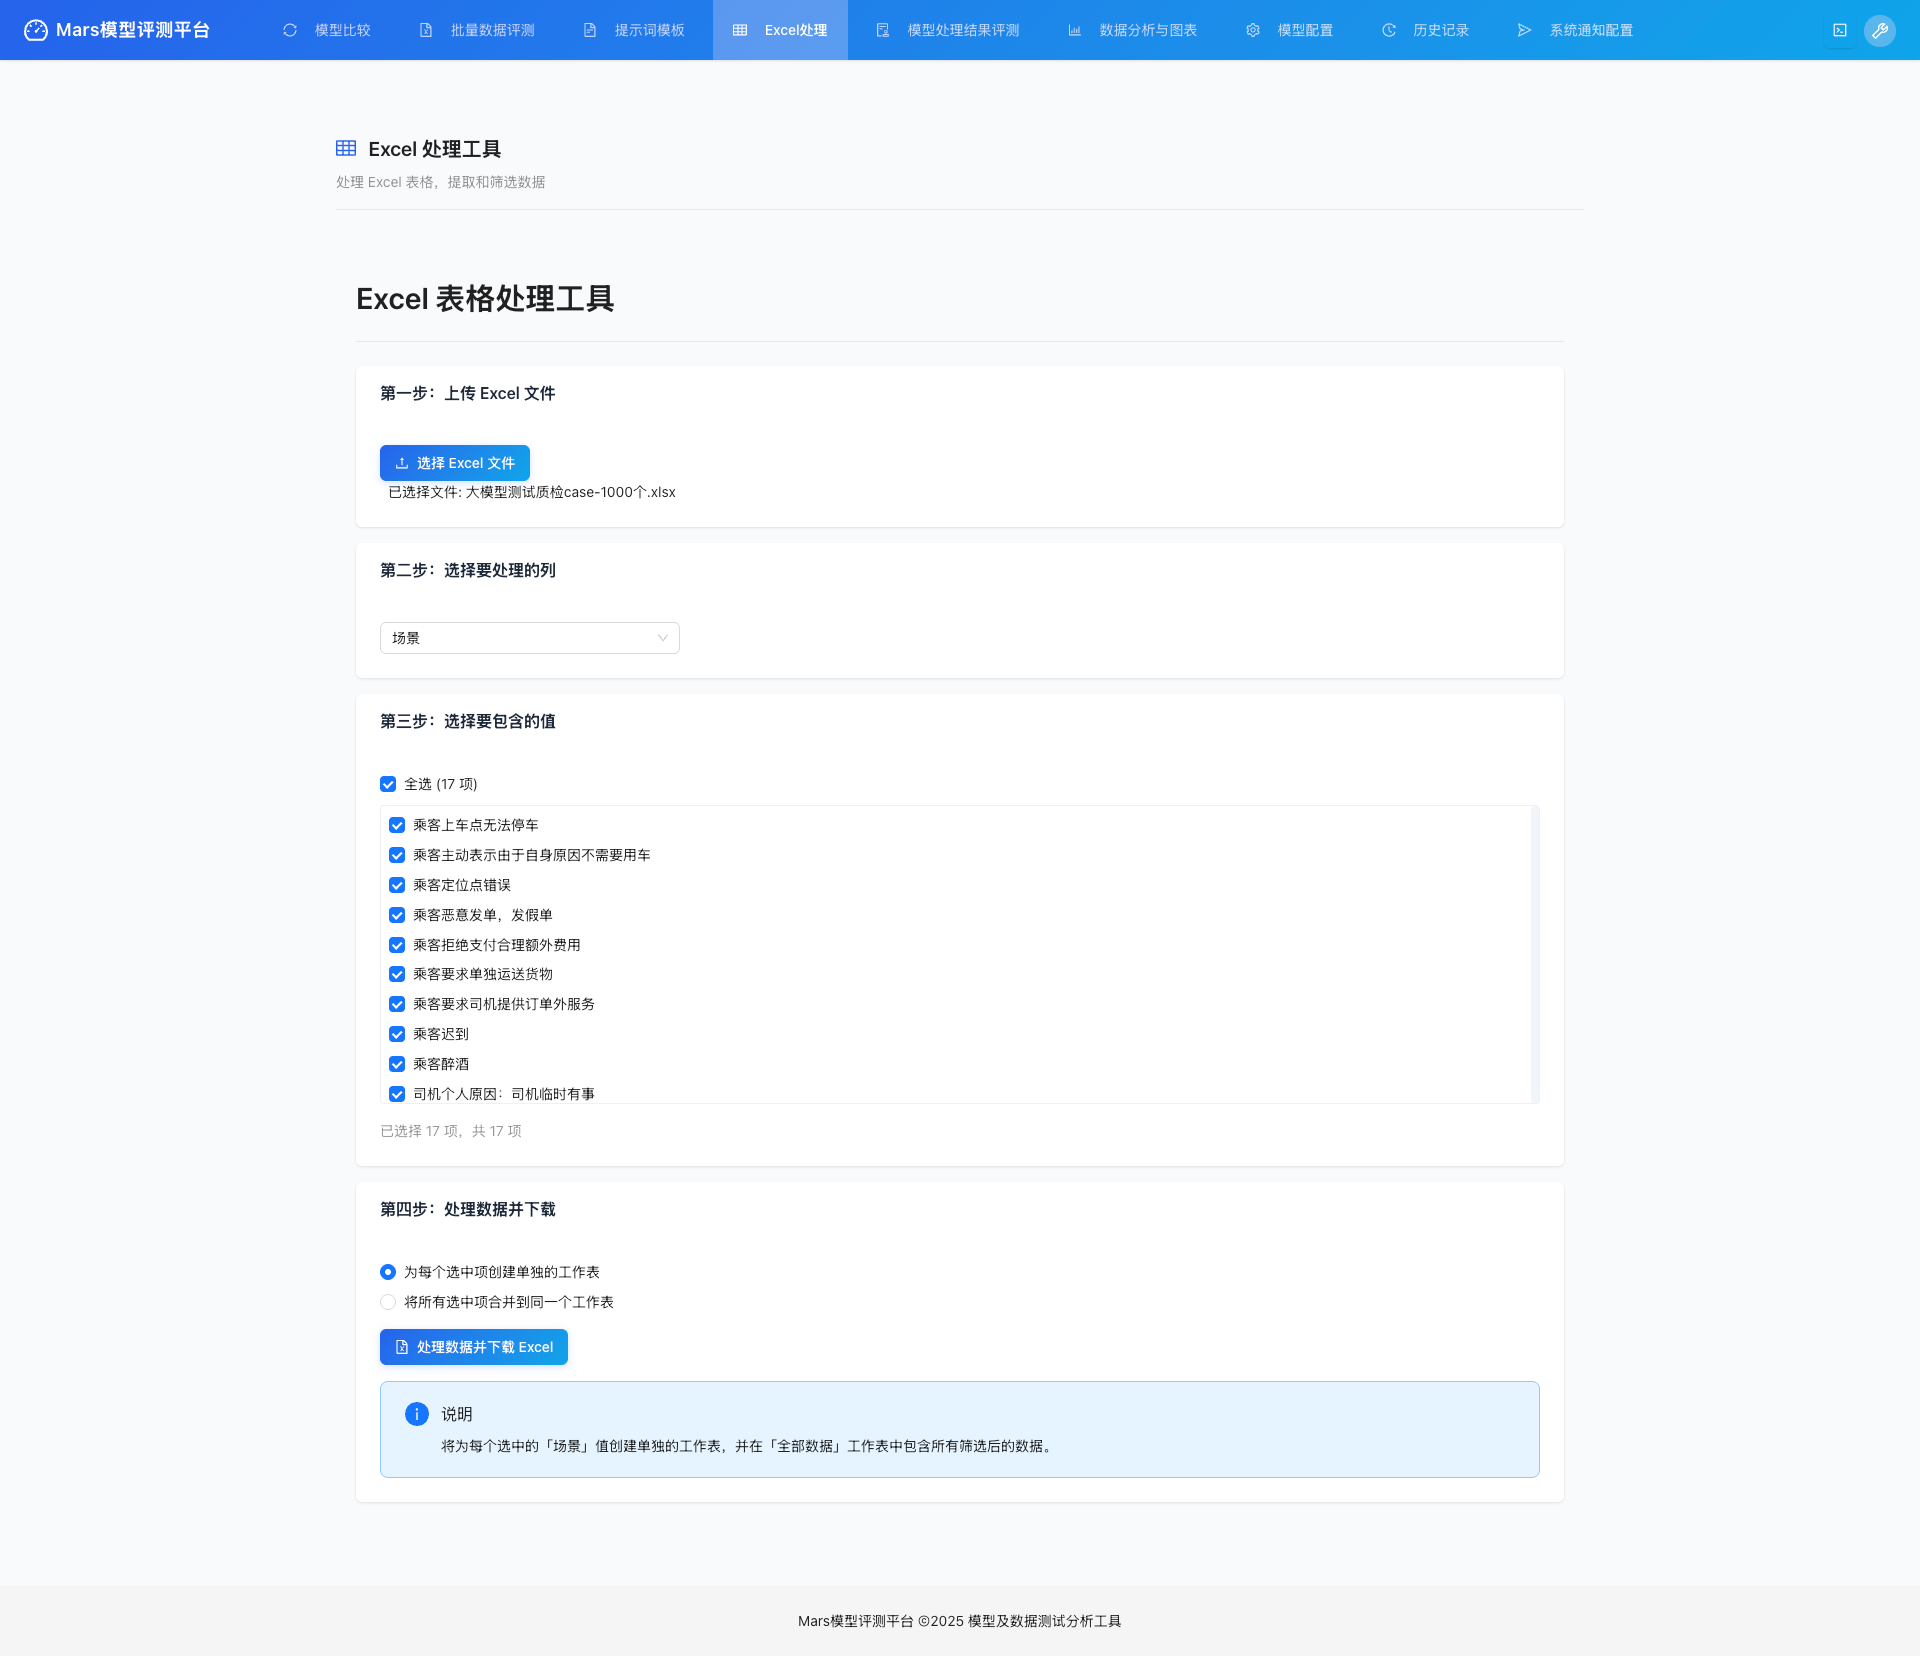 Mars模型评测平台
模型比较
批量数据评测
提示词模板
Excel处理
模型处理结果评测
数据分析与图表
模型配置
历史记录
系统通知配置
Excel 处理工具
处理 Excel 表格，提取和筛选数据
Excel 表格处理工具
第一步：上传 Excel 文件
选择 Excel 文件
已选择文件: 大模型测试质检case-1000个.xlsx
第二步：选择要处理的列
场景
第三步：选择要包含的值
全选 (17 项)
乘客上车点无法停车
乘客主动表示由于自身原因不需要用车
乘客定位点错误
乘客恶意发单，发假单
乘客拒绝支付合理额外费用
乘客要求单独运送货物
乘客要求司机提供订单外服务
乘客迟到
乘客醉酒
司机个人原因：司机临时有事
已选择 17 项，共 17 项
第四步：处理数据并下载
为每个选中项创建单独的工作表
将所有选中项合并到同一个工作表
处理数据并下载 Excel
说明
将为每个选中的「场景」值创建单独的工作表，并在「全部数据」工作表中包含所有筛选后的数据。
Mars模型评测平台 ©2025 模型及数据测试分析工具